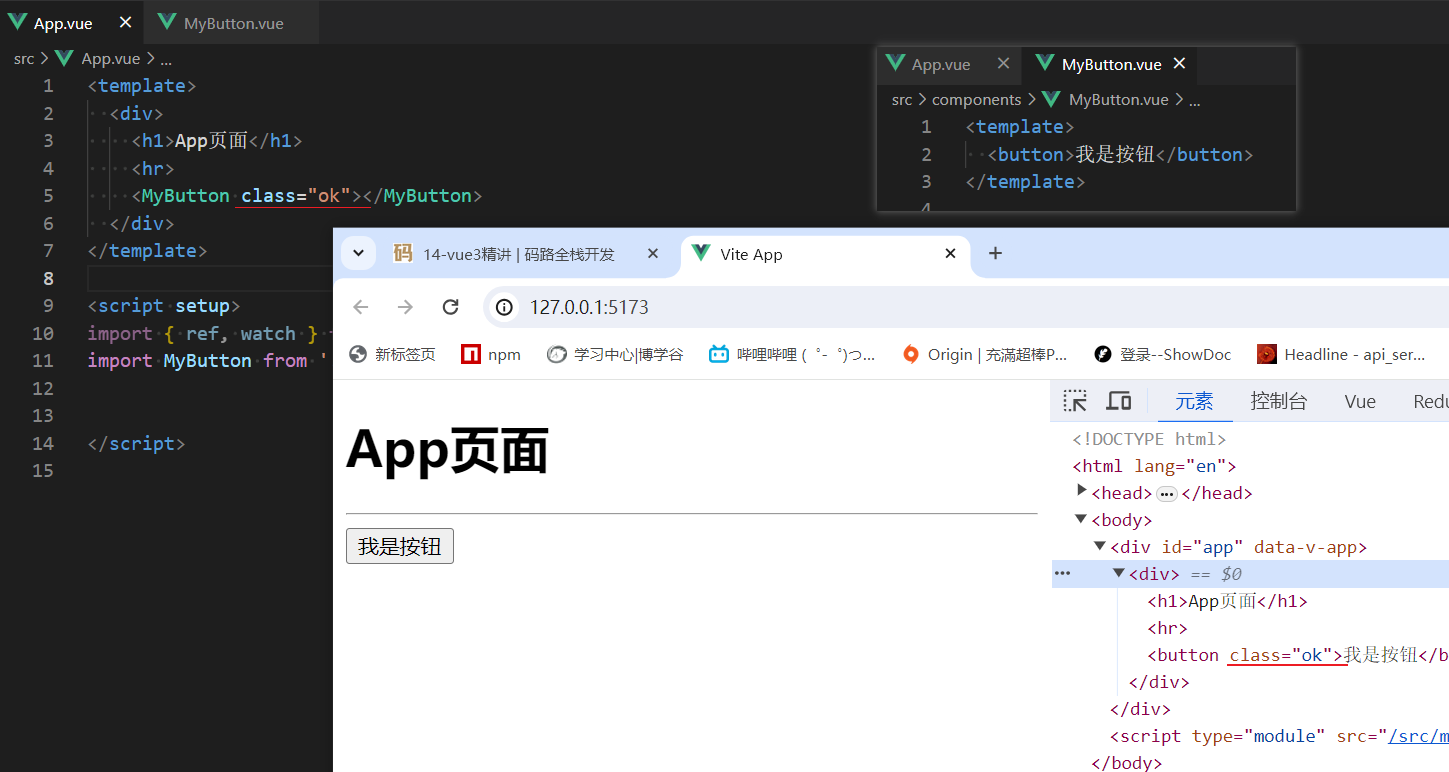 App.vue × MyButton.vue
src > App.vue > ...
1 <template>
2 <div>
3 <h1>App页面</h1>
4 <hr>
5 <MyButton class="ok"></MyButton>
6 </div>
7 </template>
8
9 <script setup>
10 import { ref, watch }
11 import MyButton from '
12
13
14 </script>
15
App.vue × MyButton.vue ×
src > components > MyButton.vue > ...
1 <template>
2 <button>我是按钮</button>
3 </template>
4
码 14-vue3精讲 | 码路全栈开发 × Vite App × +
127.0.0.1:5173
新标签页 npm 学习中心|博学谷 哔哩哔哩 ( ゜- ゜)つ... Origin | 充满超棒P... 登录--ShowDoc Headline - api_ser...
App页面
我是按钮
元素 控制台 Vue Redu
<!DOCTYPE html>
<html lang="en">
<head> ••• </head>
<body>
<div id="app" data-v-app>
••• <div> == $0
<h1>App页面</h1>
<hr>
<button class="ok">我是按钮</b
</div>
</div>
<script type="module" src="/src/m
</body>